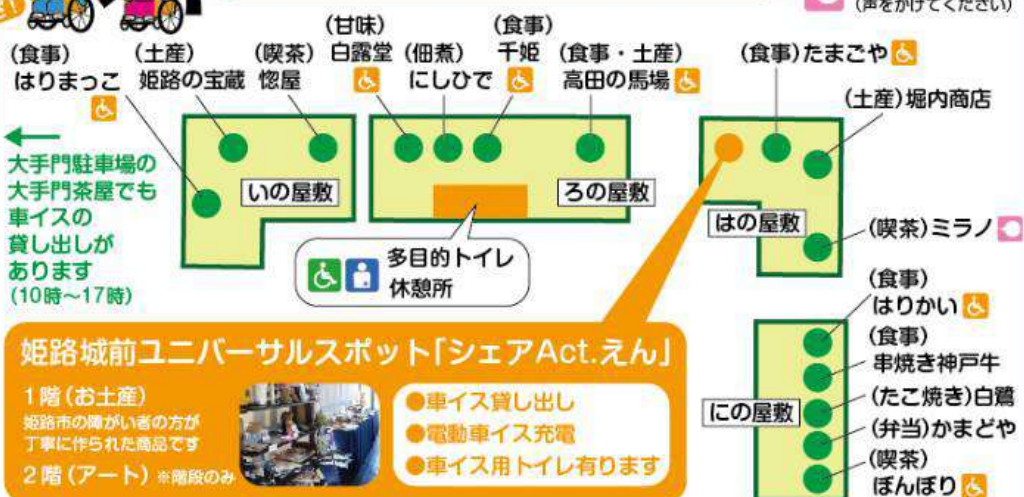 (声をかけてください)
(食事)
はりまっこ
(土産)
姫路の宝蔵
(喫茶)
惚屋
(甘味)
白露堂
(佃煮)
にしひで
(食事)
千姫
(食事・土産)
高田の馬場
(食事)たまごや
(土産)堀内商店
大手門駐車場の
大手門茶屋でも
車イスの
貸し出しが
あります
(10時〜17時)
いの屋敷
ろの屋敷
はの屋敷
(喫茶)ミラノ
多目的トイレ
休憩所
(食事)
はりかい
(食事)
串焼き神戸牛
(たこ焼き)白鷺
(弁当)かまどや
(喫茶)
ぼんぼり
にの屋敷
姫路城前ユニバーサルスポット「シェアAct.えん」
1階(お土産)
姫路市の障がい者の方が
丁寧に作られた商品です
2階(アート)※階段のみ
●車イス貸し出し
●電動車イス充電
●車イス用トイレ有ります